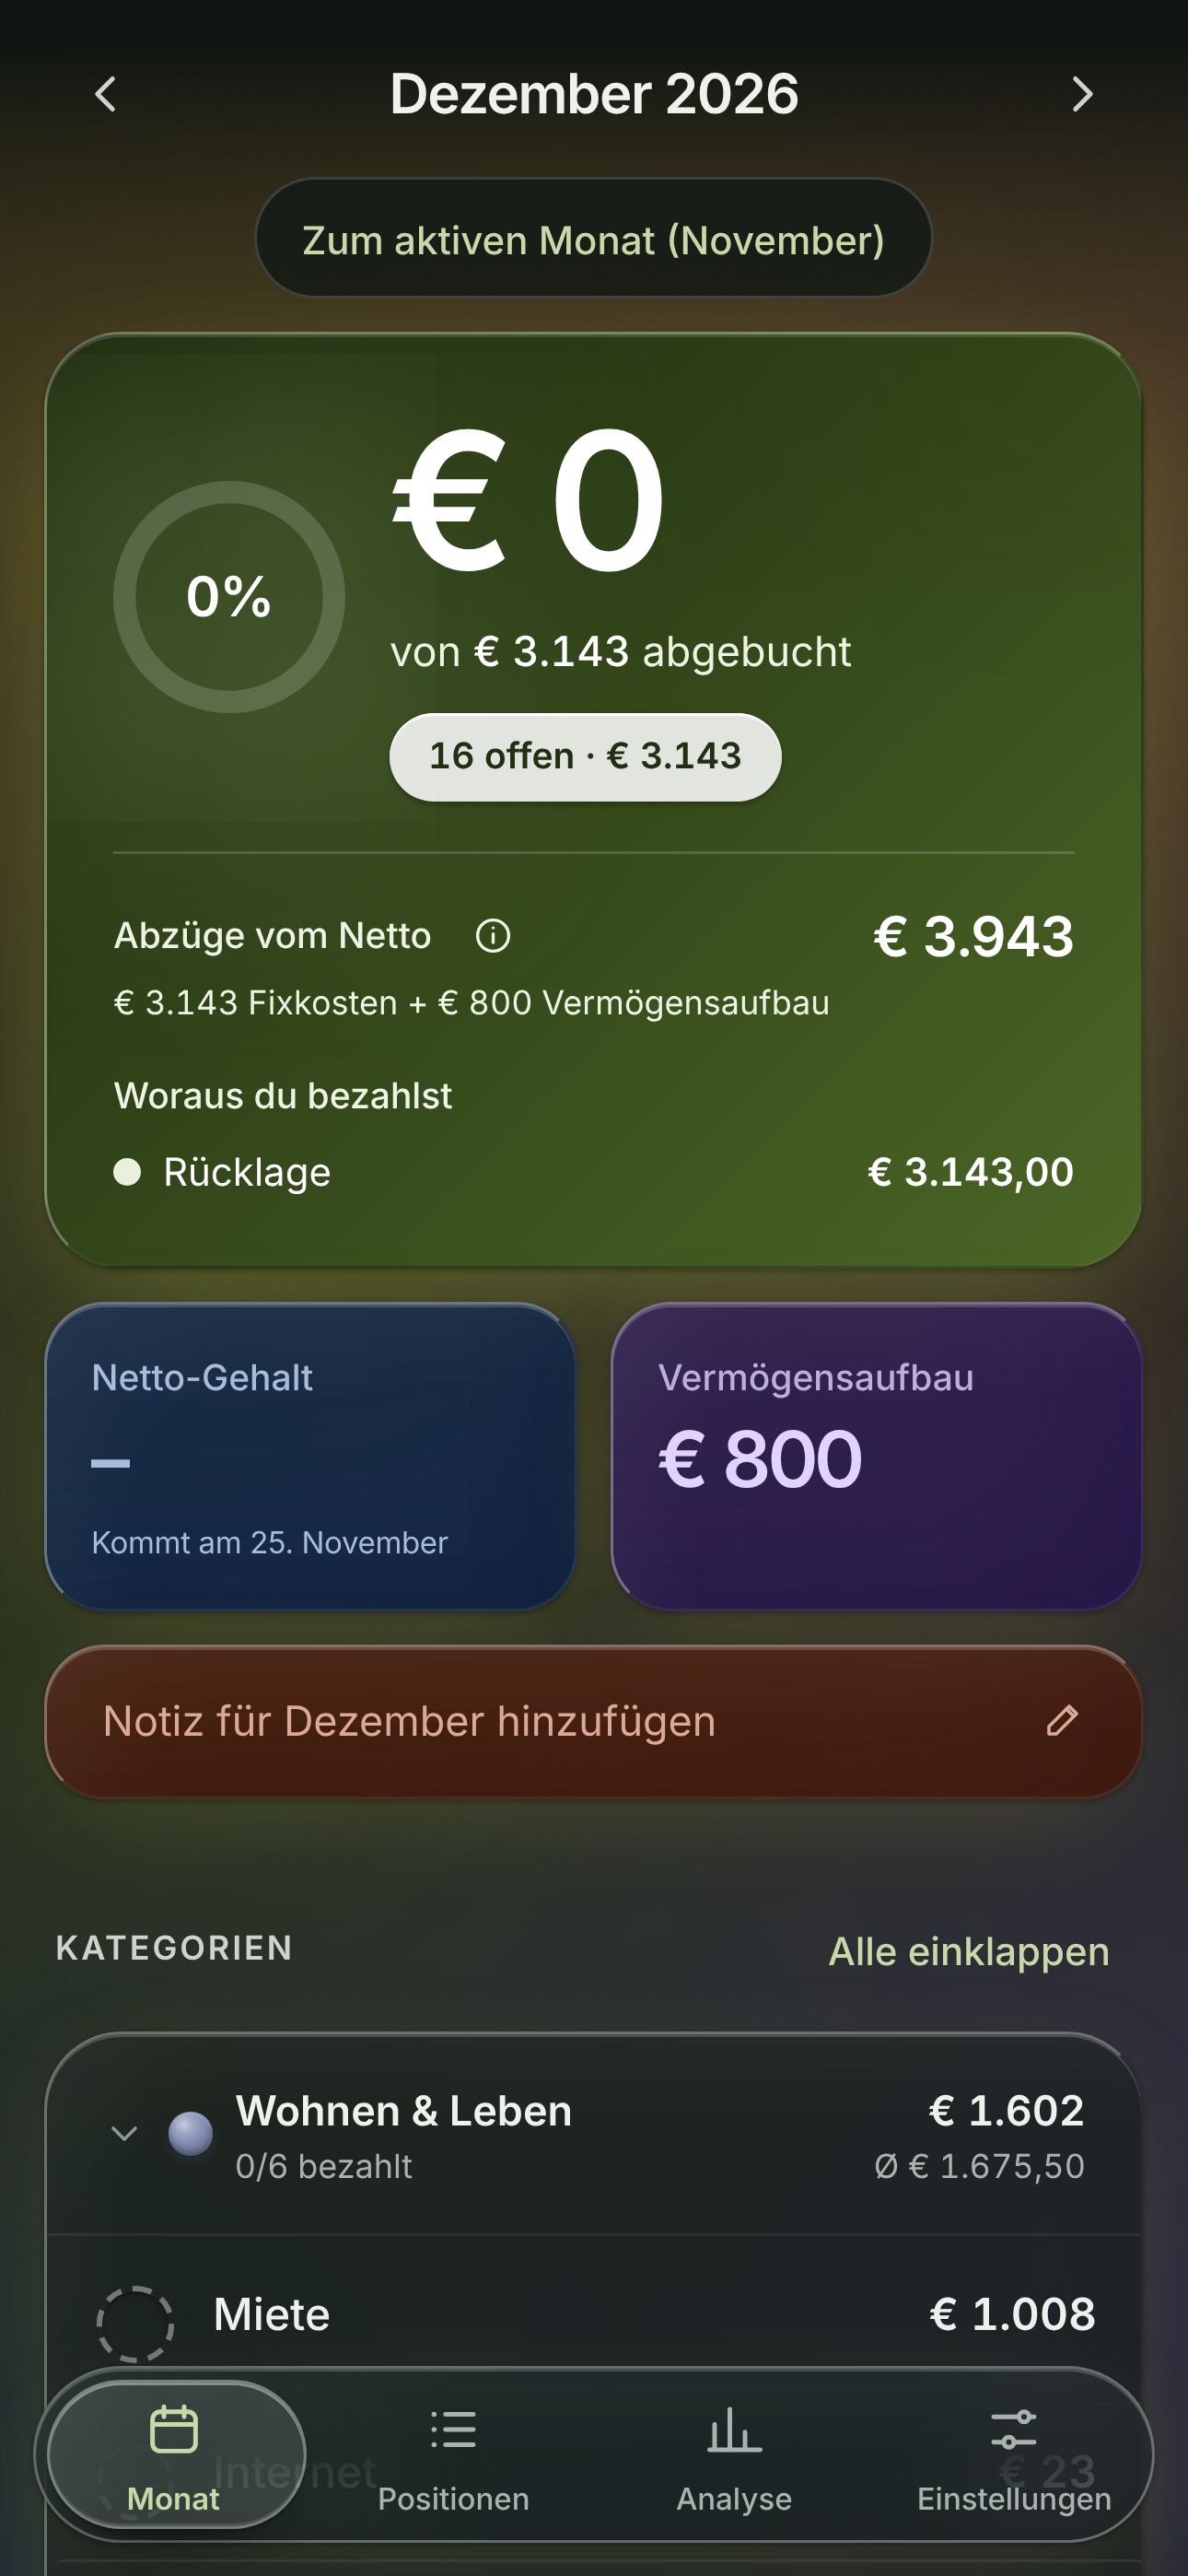 Dezember 2026
Zum aktiven Monat (November)
€ 0
0%
von € 3.143 abgebucht
16 offen · € 3.143
Abzüge vom Netto € 3.943
€ 3.143 Fixkosten + € 800 Vermögensaufbau
Woraus du bezahlst
Rücklage € 3.143,00
Netto-Gehalt
–
Kommt am 25. November
Vermögensaufbau
€ 800
Notiz für Dezember hinzufügen
KATEGORIEN Alle einklappen
Wohnen & Leben € 1.602
0/6 bezahlt Ø € 1.675,50
Miete € 1.008
Internet € 23
Monat Positionen Analyse Einstellungen